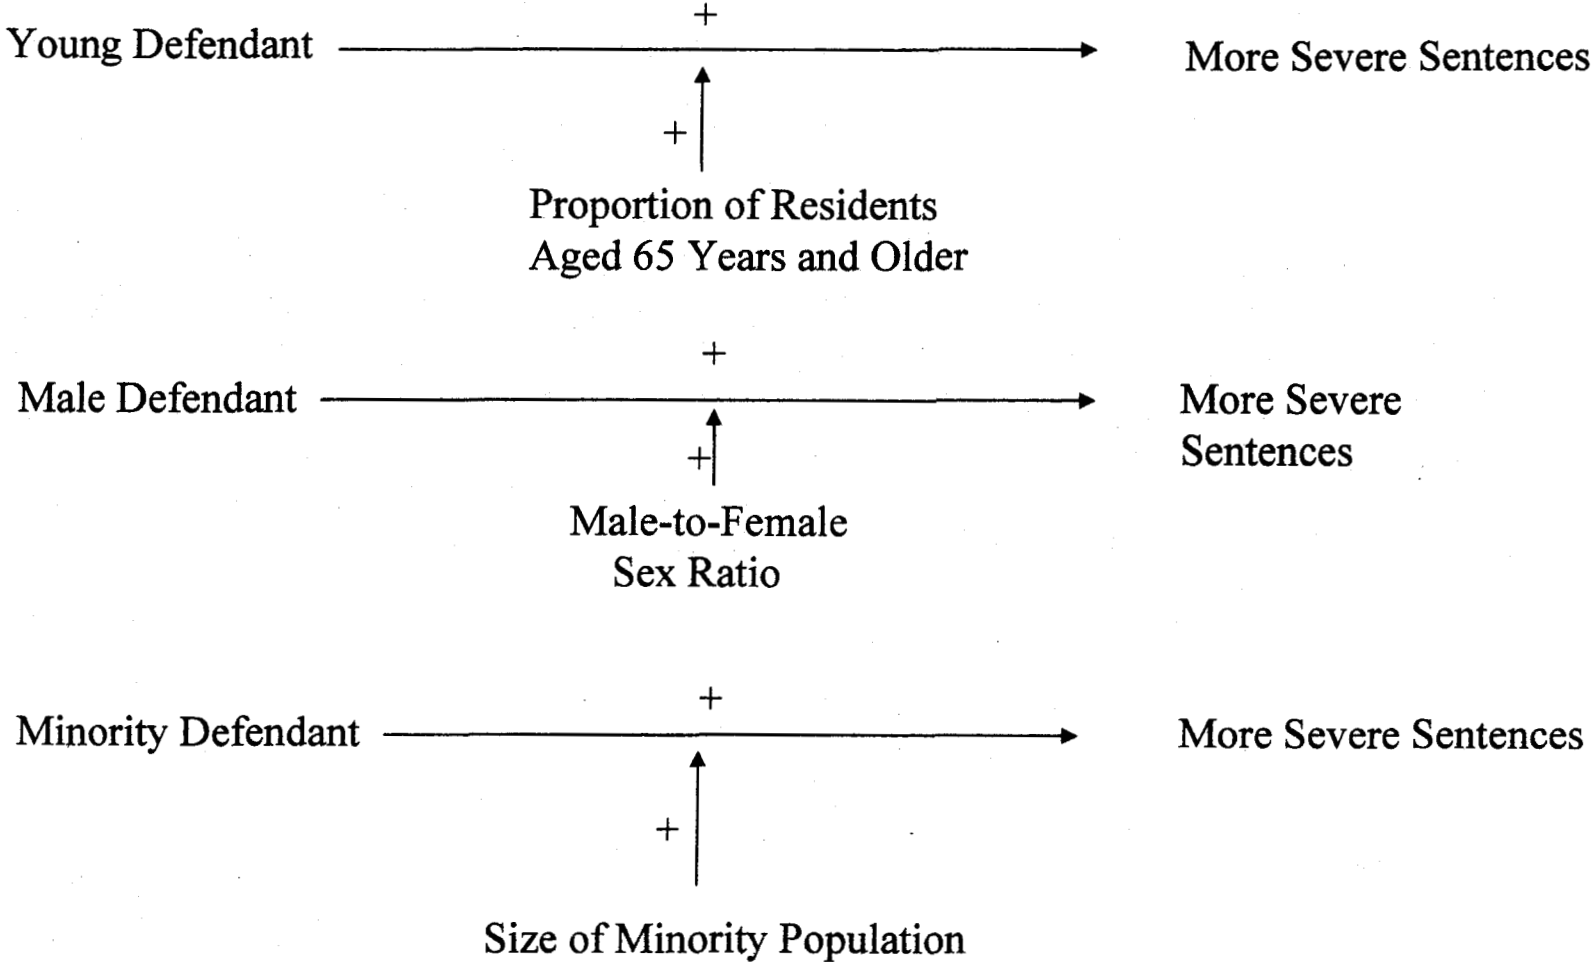 +
Young Defendant
More Severe Sentences
+
Proportion of Residents
Aged 65 Years and Older
+
Male Defendant
More Severe
Sentences
+
Male-to-Female
Sex Ratio
+
Minority Defendant
More Severe Sentences
+
Size of Minority Population